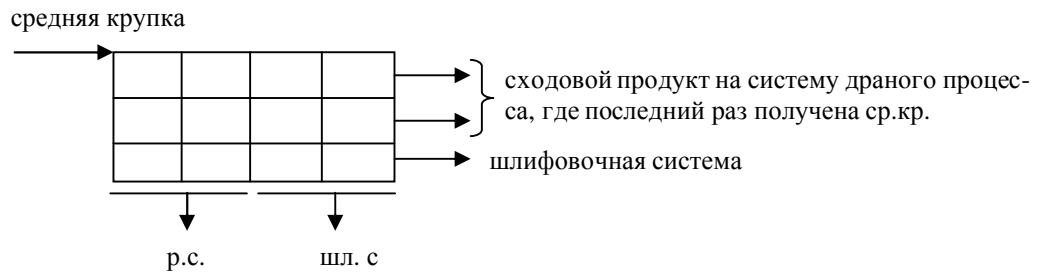 средняя крупка
сходовой продукт на систему драного процес-
са, где последний раз получена ср.кр.
шлифовочная система
р.с. шл. с